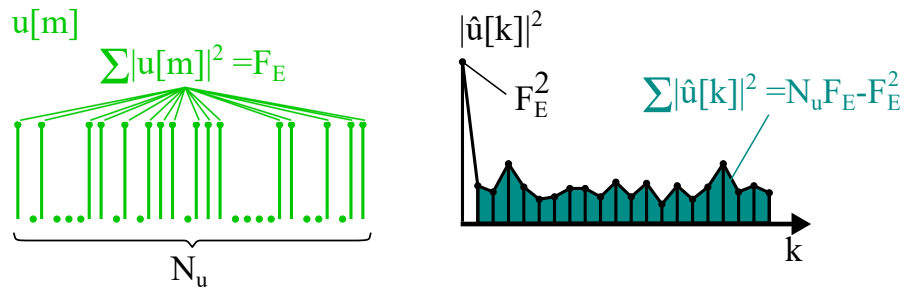 u[m]
∑|u[m]|² =F_E
N_u
|û[k]|²
F_E²
∑|û[k]|² =N_uF_E-F_E²
k